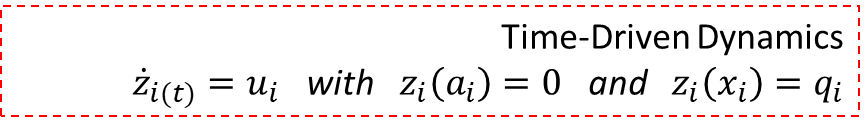 Time-Driven Dynamics
ż_{i(t)} = u_i with z_i(a_i) = 0 and z_i(x_i) = q_i